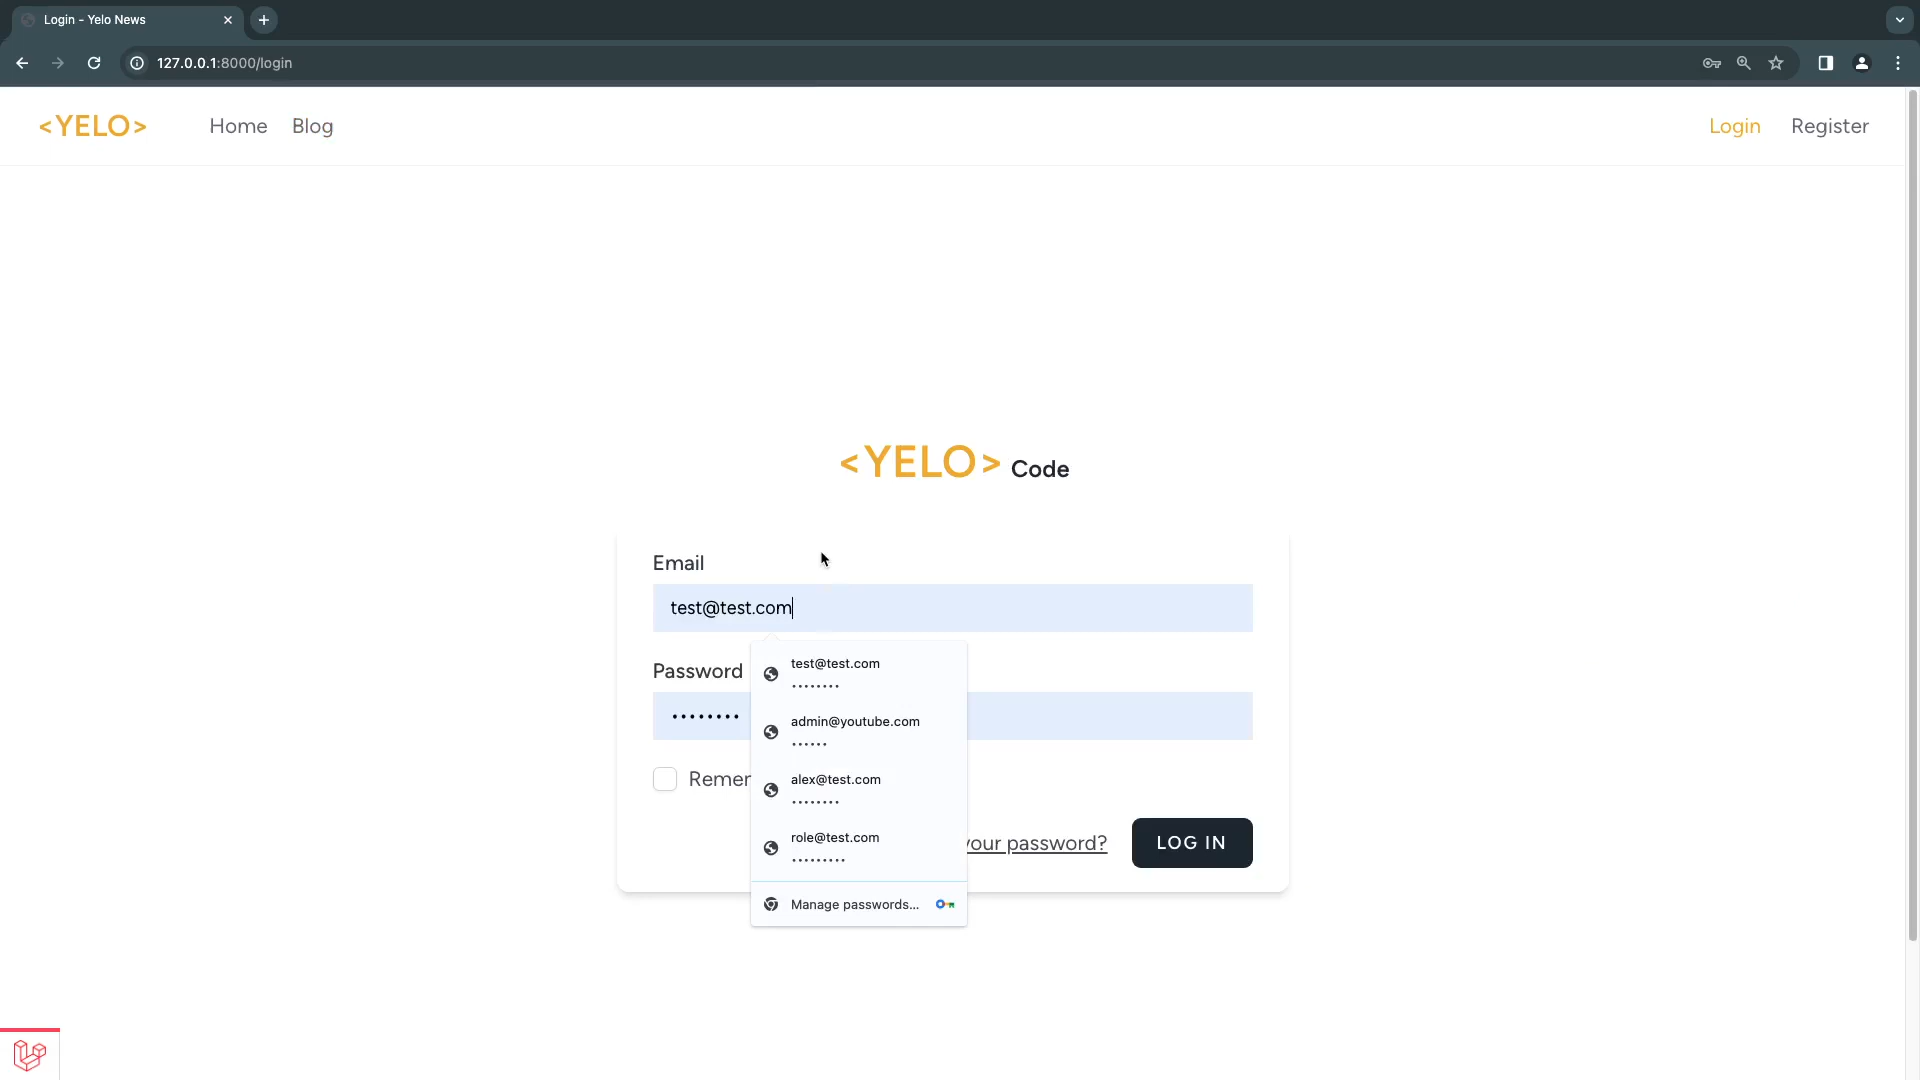 Login - Yelo News
127.0.0.1:8000/login
<YELO> Home Blog Login Register
<YELO> Code
Email
test@test.com
Password
test@test.com
admin@youtube.com
alex@test.com
role@test.com
Manage passwords...
Remem
your password?
LOG IN